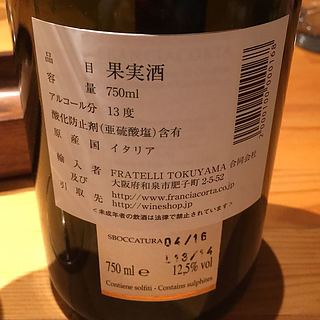 品目 果実酒
容量 750ml
アルコール分 13度
酸化防止剤(亜硫酸塩)含有
原産国 イタリア
輸入者 FRATELLI TOKUYAMA 合同会社
及び 大阪府和泉市肥子町2-5-52
引取先 http://www.franciacorta.co.jp
http://wineshop.jp
<未成年者の飲酒は法律で禁止されています>
SBOCCATURA 04/16
750 ml e 12,5% vol
Contiene solfiti - Contains sulphites